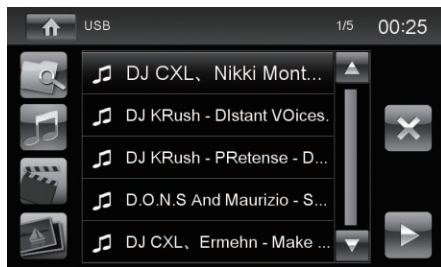 USB 1/5 00:25
DJ CXL、Nikki Mont...
DJ KRush - DIstant VOices.
DJ KRush - PRetense - D...
D.O.N.S And Maurizio - S...
DJ CXL、Ermehn - Make ...